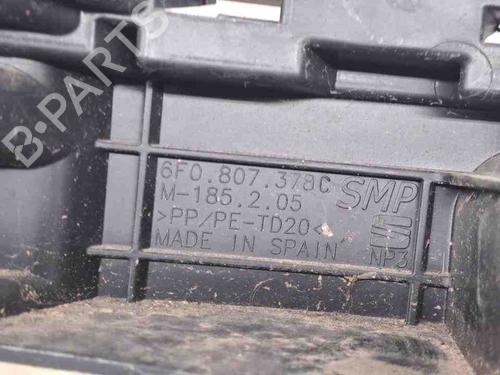 6F0.807.378C
M-185.2.05
>PP/PE-TD20<
MADE IN SPAIN
SMP
NP3
B-PARTS